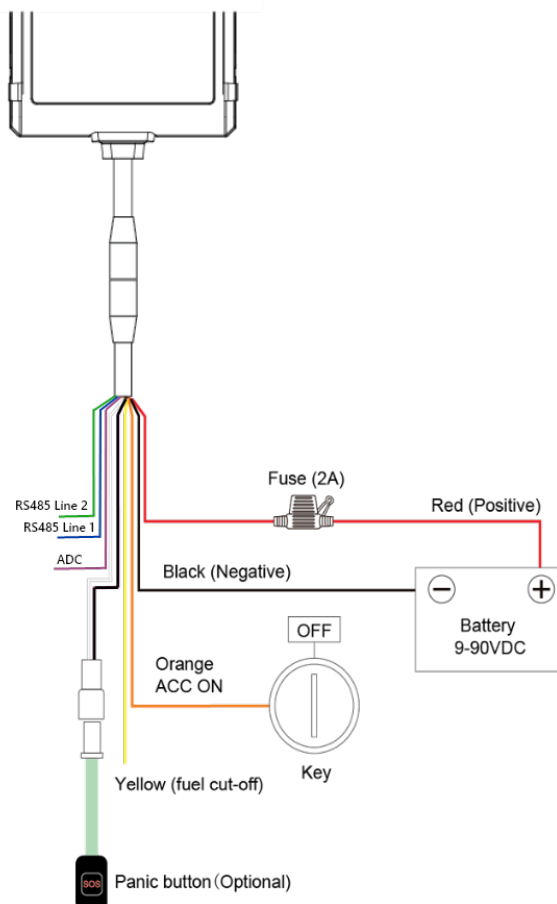 Fuse (2A)
Red (Positive)
RS485 Line 2
RS485 Line 1
ADC
Black (Negative)
Battery
9-90VDC
OFF
Orange
ACC ON
Key
Yellow (fuel cut-off)
SOS
Panic button (Optional)